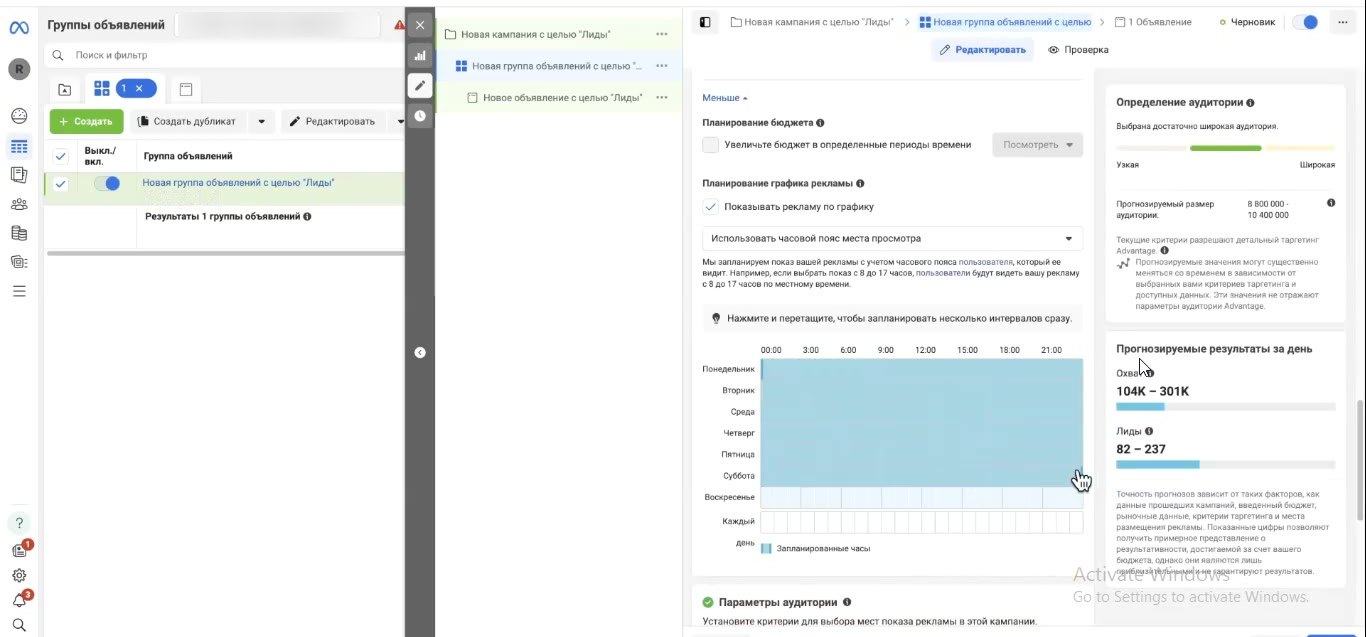 Группы объявлений
Поиск и фильтр
R
1 ×
+ Создать
Создать дубликат
Редактировать
Выкл./
вкл.
Группа объявлений
Новая группа объявлений с целью "Лиды"
Результаты 1 группы объявлений
?
1
3
Новая кампания с целью "Лиды"
Новая группа объявлений с целью "...
Новое объявление с целью "Лиды"
Новая кампания с целью "Лиды" > Новая группа объявлений с целью > 1 Объявление
Черновик
Редактировать
Проверка
Меньше
Планирование бюджета
Увеличьте бюджет в определенные периоды времени
Посмотреть
Планирование графика рекламы
Показывать рекламу по графику
Использовать часовой пояс места просмотра
Мы запланируем показ вашей рекламы с учетом часового пояса пользователя, который ее
видит. Например, если выбрать показ с 8 до 17 часов, пользователи будут видеть вашу рекламу
с 8 до 17 часов по местному времени.
Нажмите и перетащите, чтобы запланировать несколько интервалов сразу.
00:00 3:00 6:00 9:00 12:00 15:00 18:00 21:00
Понедельник
Вторник
Среда
Четверг
Пятница
Суббота
Воскресенье
Каждый
день
Запланированные часы
Параметры аудитории
Установите критерии для выбора мест показа рекламы в этой кампании.
Определение аудитории
Выбрана достаточно широкая аудитория.
Узкая Широкая
Прогнозируемый размер 8 800 000 -
аудитории: 10 400 000
Текущие критерии разрешают детальный таргетинг
Advantage.
Прогнозируемые значения могут существенно
меняться со временем в зависимости от
выбранных вами критериев таргетинга и
доступных данных. Эти значения не отражают
параметры аудитории Advantage.
Прогнозируемые результаты за день
Охва
104K – 301K
Лиды
82 – 237
Точность прогнозов зависит от таких факторов, как
данные прошедших кампаний, введенный бюджет,
рыночные данные, критерии таргетинга и места
размещения рекламы. Показанные цифры позволяют
получить примерное представление о
результативности, достигаемой за счет вашего
бюджета, однако они являются лишь
приблизительными и не гарантируют результатов.
Activate Windows
Go to Settings to activate Windows.